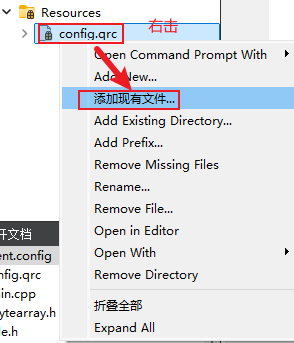 Resources
config.qrc
右击
Open Command Prompt With
Add New...
添加现有文件...
Add Existing Directory...
Add Prefix...
Remove Missing Files
Rename...
Remove File...
Open in Editor
Open With
Remove Directory
折叠全部
Expand All
开文档
ent.config
nfig.qrc
in.cpp
ytearray.h
le.h